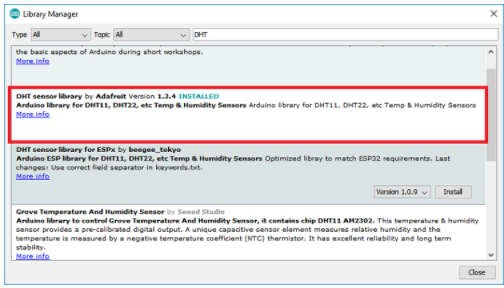 Library Manager
Type All Topic All DHT
the basic aspects of Arduino during short workshops.
More info
DHT sensor library by Adafruit Version 1.3.4 INSTALLED
Arduino library for DHT11, DHT22, etc Temp & Humidity Sensors Arduino library for DHT11, DHT22, etc Temp & Humidity Sensors
More info
DHT sensor library for ESPx by beegee_tokyo
Arduino ESP library for DHT11, DHT22, etc Temp & Humidity Sensors Optimized libray to match ESP32 requirements. Last
changes: Use correct field separator in keywords.txt.
More info
Version 1.0.9 Install
Grove Temperature And Humidity Sensor by Seeed Studio
Arduino library to control Grove Temperature And Humidity Sensor, it contains chip DHT11 AM2302. This temperature & humidity
sensor provides a pre-calibrated digital output. A unique capacitive sensor element measures relative humidity and the
temperature is measured by a negative temperature coefficient (NTC) thermistor. It has excellent reliability and long term
stability.
More info
Close